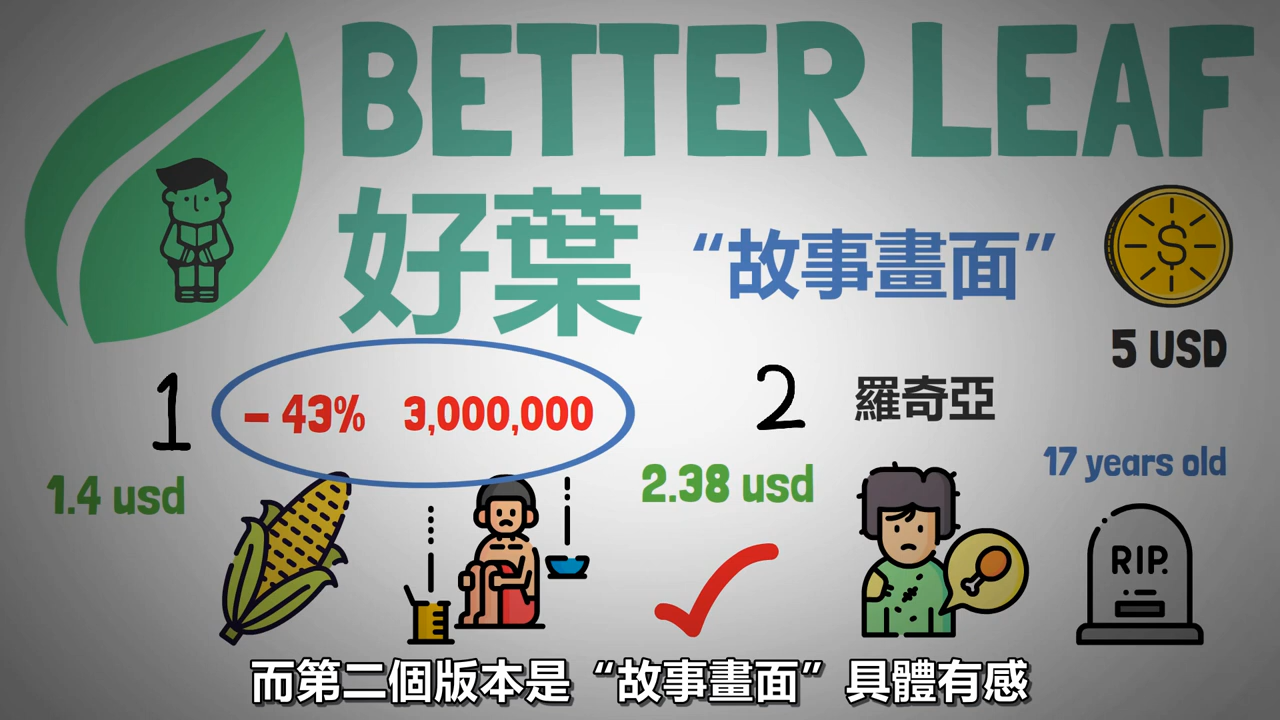 BETTER LEAF
好葉
“故事畫面”
5 USD
1
– 43% 3,000,000
2
羅奇亞
1.4 usd
2.38 usd
17 years old
RIP.
而第二個版本是“故事畫面”具體有感